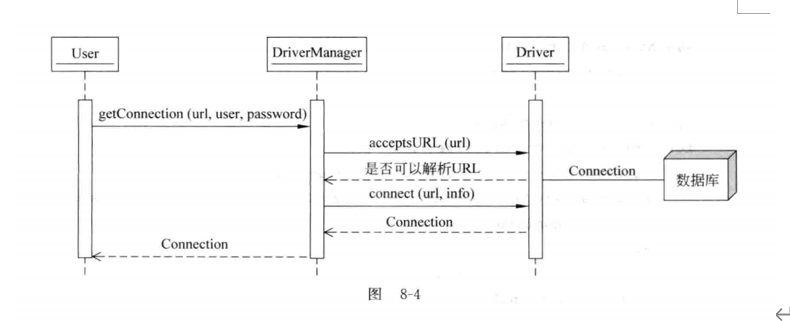 User
DriverManager
Driver
getConnection (url, user, password)
acceptsURL (url)
是否可以解析URL
Connection
数据库
connect (url, info)
Connection
Connection
图 8-4